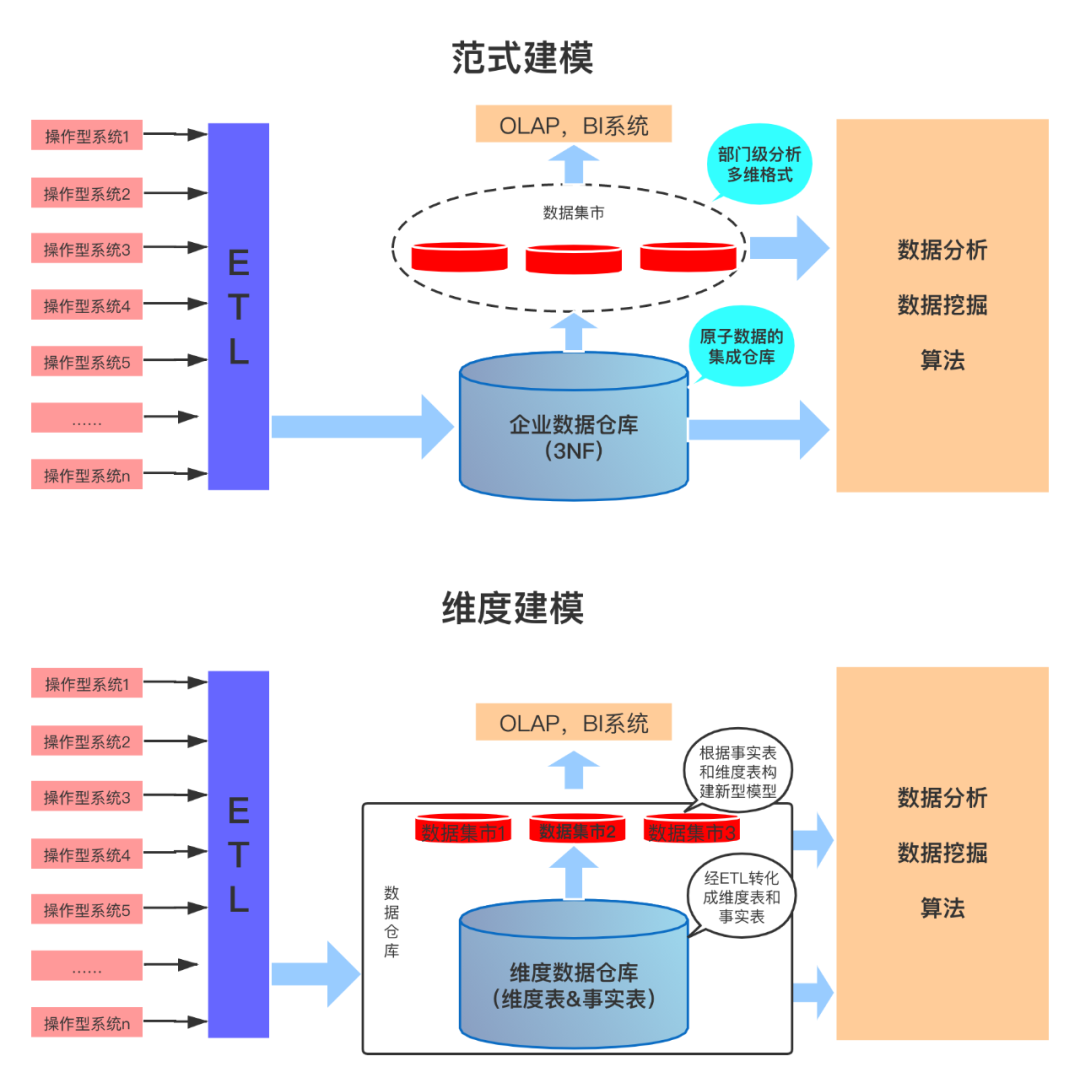 范式建模
操作型系统1
操作型系统2
操作型系统3
操作型系统4
操作型系统5
......
操作型系统n
E
T
L
OLAP，BI系统
部门级分析
多维格式
数据集市
原子数据的
集成仓库
企业数据仓库
（3NF）
数据分析
数据挖掘
算法
维度建模
操作型系统1
操作型系统2
操作型系统3
操作型系统4
操作型系统5
......
操作型系统n
E
T
L
OLAP，BI系统
根据事实表
和维度表构
建新型模型
数据集市1
数据集市2
数据集市3
数
据
仓
库
经ETL转化
成维度表和
事实表
维度数据仓库
（维度表&事实表）
数据分析
数据挖掘
算法